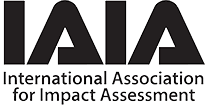 IAIA
International Association
for Impact Assessment